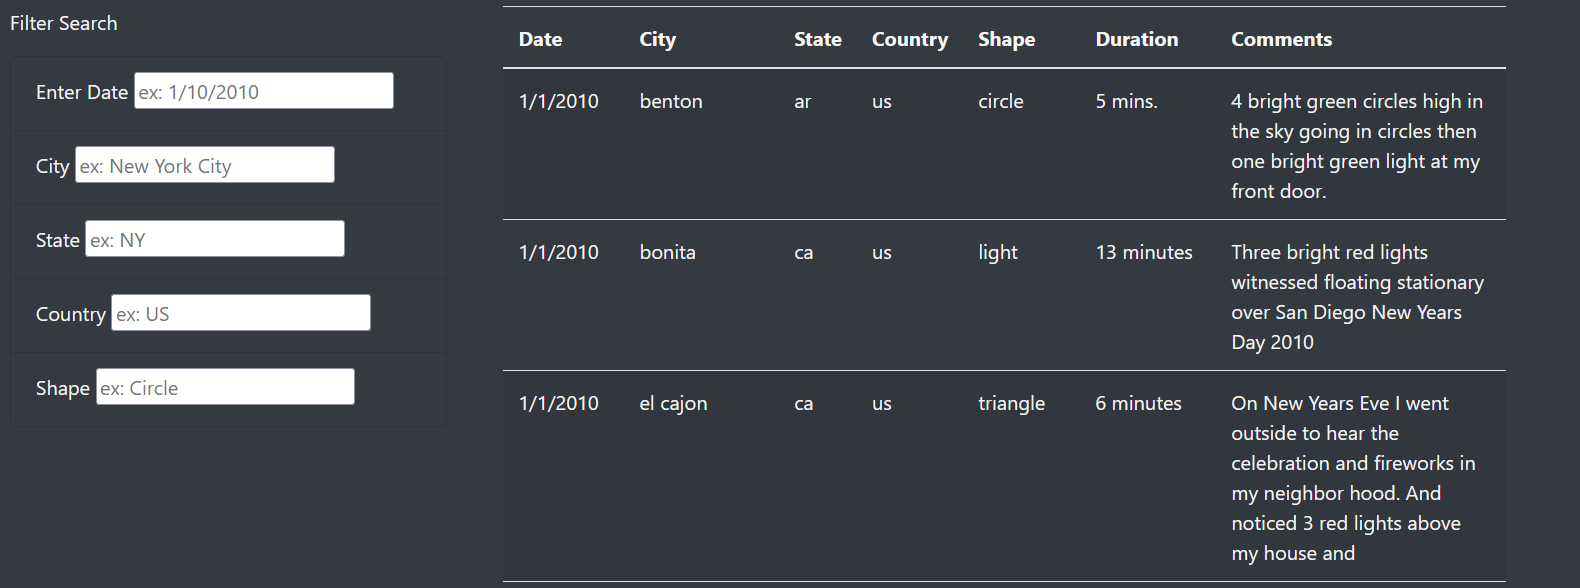 Filter Search
Enter Date ex: 1/10/2010
City ex: New York City
State ex: NY
Country ex: US
Shape ex: Circle
Date City State Country Shape Duration Comments
1/1/2010 benton ar us circle 5 mins. 4 bright green circles high in
the sky going in circles then
one bright green light at my
front door.
1/1/2010 bonita ca us light 13 minutes Three bright red lights
witnessed floating stationary
over San Diego New Years
Day 2010
1/1/2010 el cajon ca us triangle 6 minutes On New Years Eve I went
outside to hear the
celebration and fireworks in
my neighbor hood. And
noticed 3 red lights above
my house and